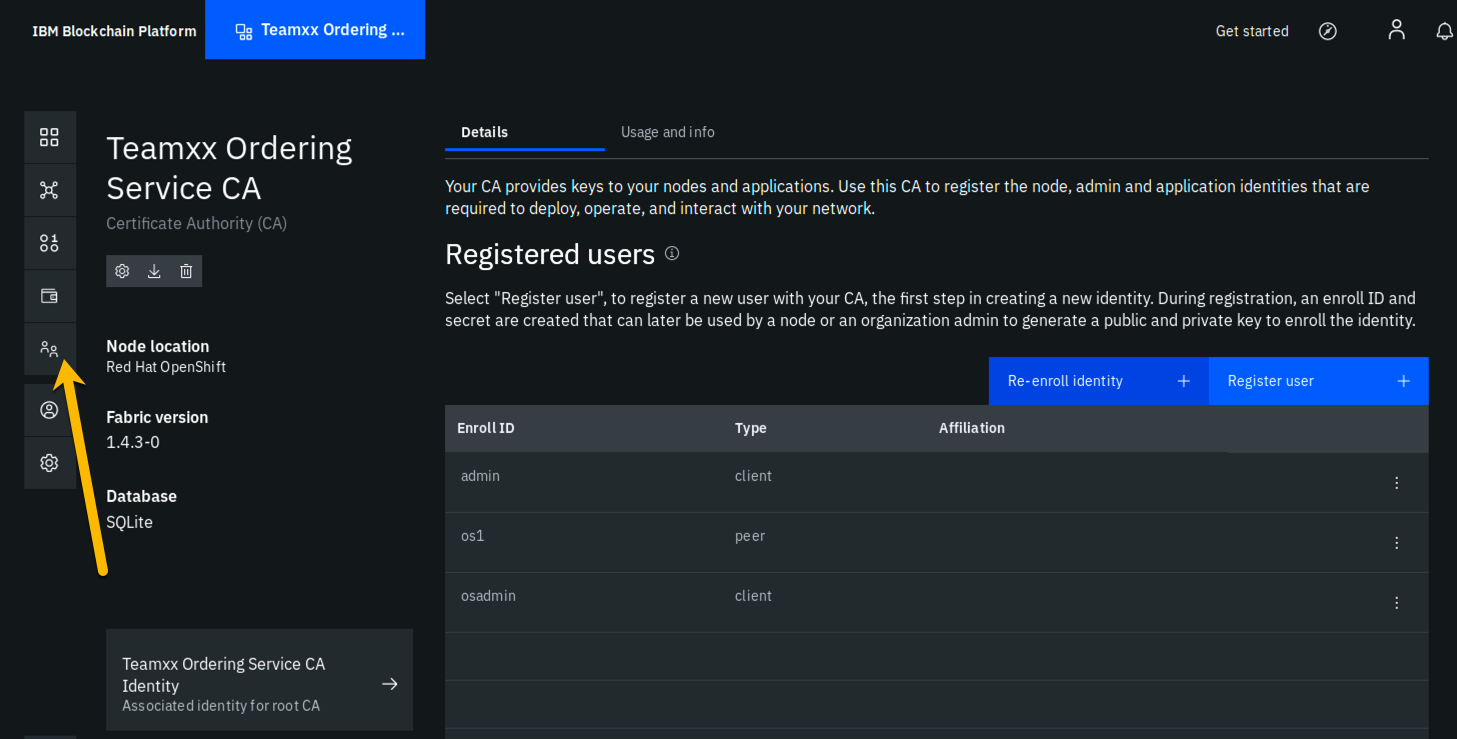 IBM Blockchain Platform
Teamxx Ordering ...
Get started
Teamxx Ordering
Service CA
Certificate Authority (CA)
Node location
Red Hat OpenShift
Fabric version
1.4.3-0
Database
SQLite
Teamxx Ordering Service CA
Identity
Associated identity for root CA
Details
Usage and info
Your CA provides keys to your nodes and applications. Use this CA to register the node, admin and application identities that are
required to deploy, operate, and interact with your network.
Registered users
Select "Register user", to register a new user with your CA, the first step in creating a new identity. During registration, an enroll ID and
secret are created that can later be used by a node or an organization admin to generate a public and private key to enroll the identity.
Re-enroll identity +
Register user +
Enroll ID Type Affiliation
admin client
os1 peer
osadmin client